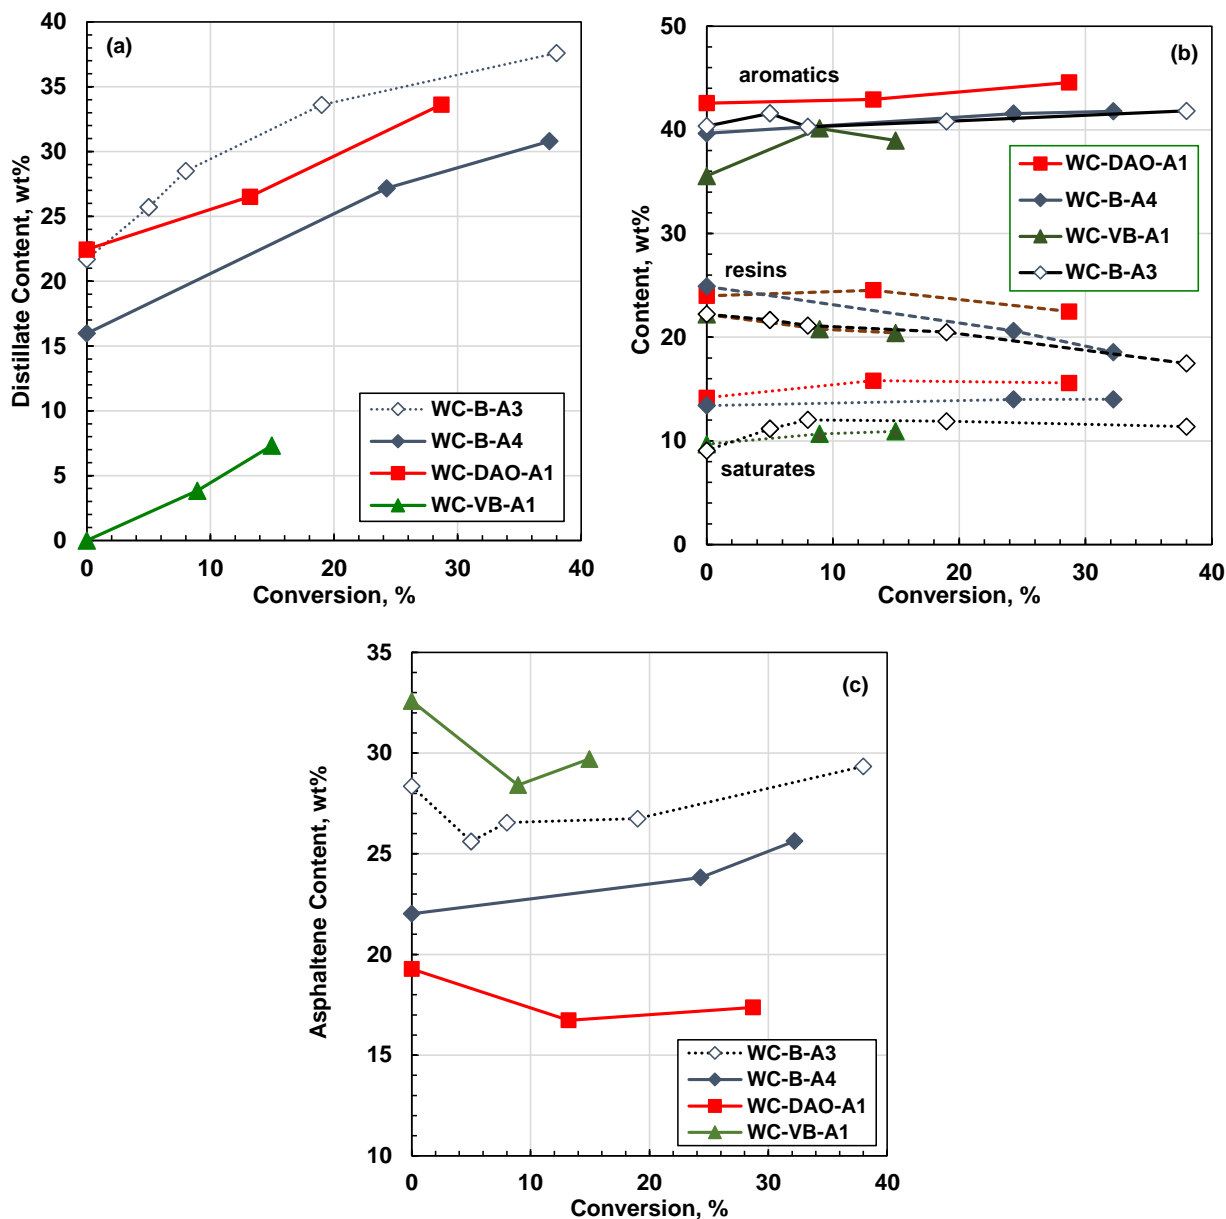 (a)
40
35
30
25
20
15
10
5
0
Distillate Content, wt%
WC-B-A3
WC-B-A4
WC-DAO-A1
WC-VB-A1
0 10 20 30 40
Conversion, %
(b)
50
40
30
20
10
0
Content, wt%
aromatics
WC-DAO-A1
WC-B-A4
WC-VB-A1
WC-B-A3
resins
saturates
0 10 20 30 40
Conversion, %
(c)
35
30
25
20
15
10
Asphaltene Content, wt%
WC-B-A3
WC-B-A4
WC-DAO-A1
WC-VB-A1
0 10 20 30 40
Conversion, %